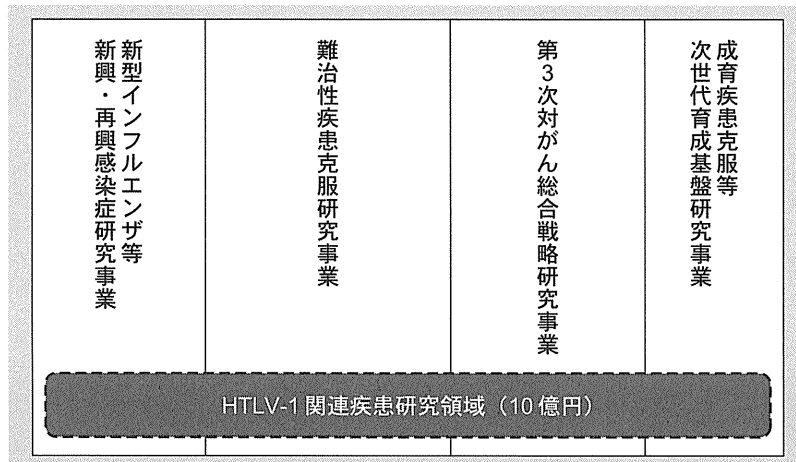 新型インフルエンザ等
新興・再興感染症研究事業
難治性疾患克服研究事業
第3次対がん総合戦略研究事業
成育疾患克服等
次世代育成基盤研究事業
HTLV-1 関連疾患研究領域（10 億円）